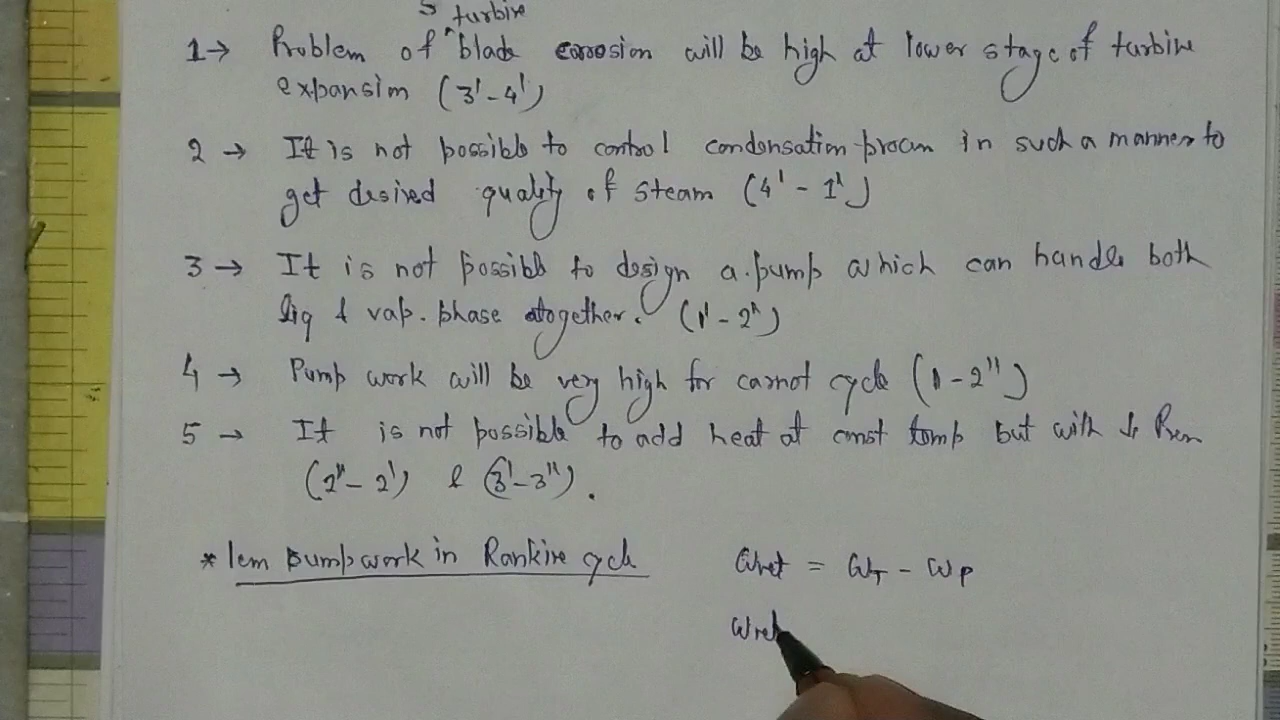 s turbine
1→ Problem of ^ blade corrosion will be high at lower stage of turbine
expansion (3' - 4')
2 → It is not possible to control condensation in such a manner to
get desired quality of steam (4' - 1')
3 → It is not possible to design a pump which can handle both
liq & vap. phase altogether. (1' - 2")
4 → Pump work will be very high for carnot cycle (1 - 2")
5 → It is not possible to add heat at const temp but with ↓ Pren
(2" - 2') & (3' - 3").
* less pump work in Rankine cycle
Wnet = WT - WP
Wnet